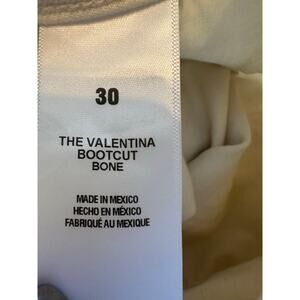 30
THE VALENTINA
BOOTCUT
BONE
MADE IN MEXICO
HECHO EN MÉXICO
FABRIQUÉ AU MEXIQUE